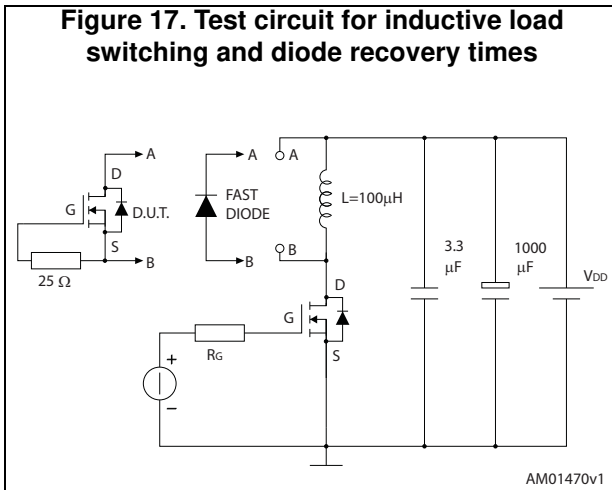 Figure 17. Test circuit for inductive load
switching and diode recovery times
A
D
G
D.U.T.
S
B
25 Ω
A
FAST
DIODE
B
A
L=100µH
B
D
G
S
RG
+
−
3.3
µF
1000
µF
VDD
AM01470v1